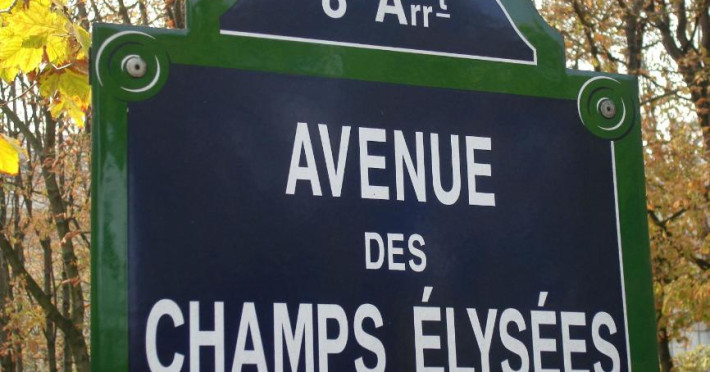 8 Arrt
AVENUE
DES
CHAMPS ÉLYSÉES